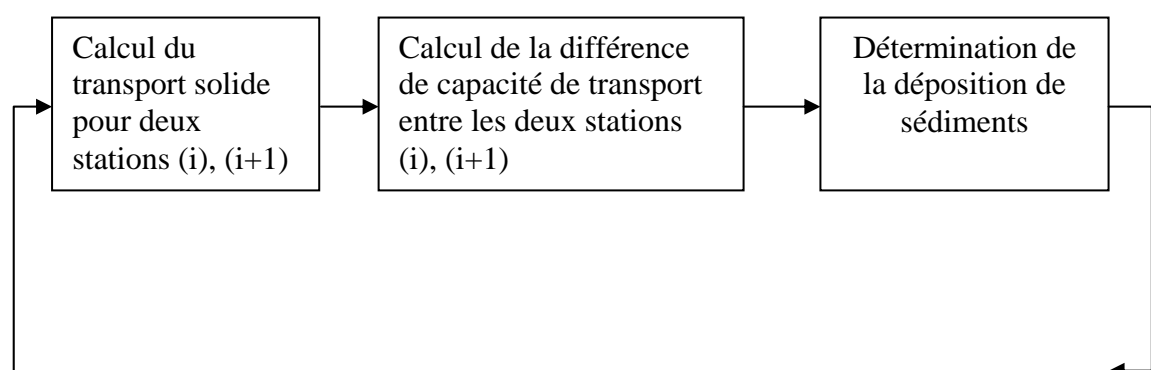 Calcul du
transport solide
pour deux
stations (i), (i+1)
Calcul de la différence
de capacité de transport
entre les deux stations
(i), (i+1)
Détermination de
la déposition de
sédiments